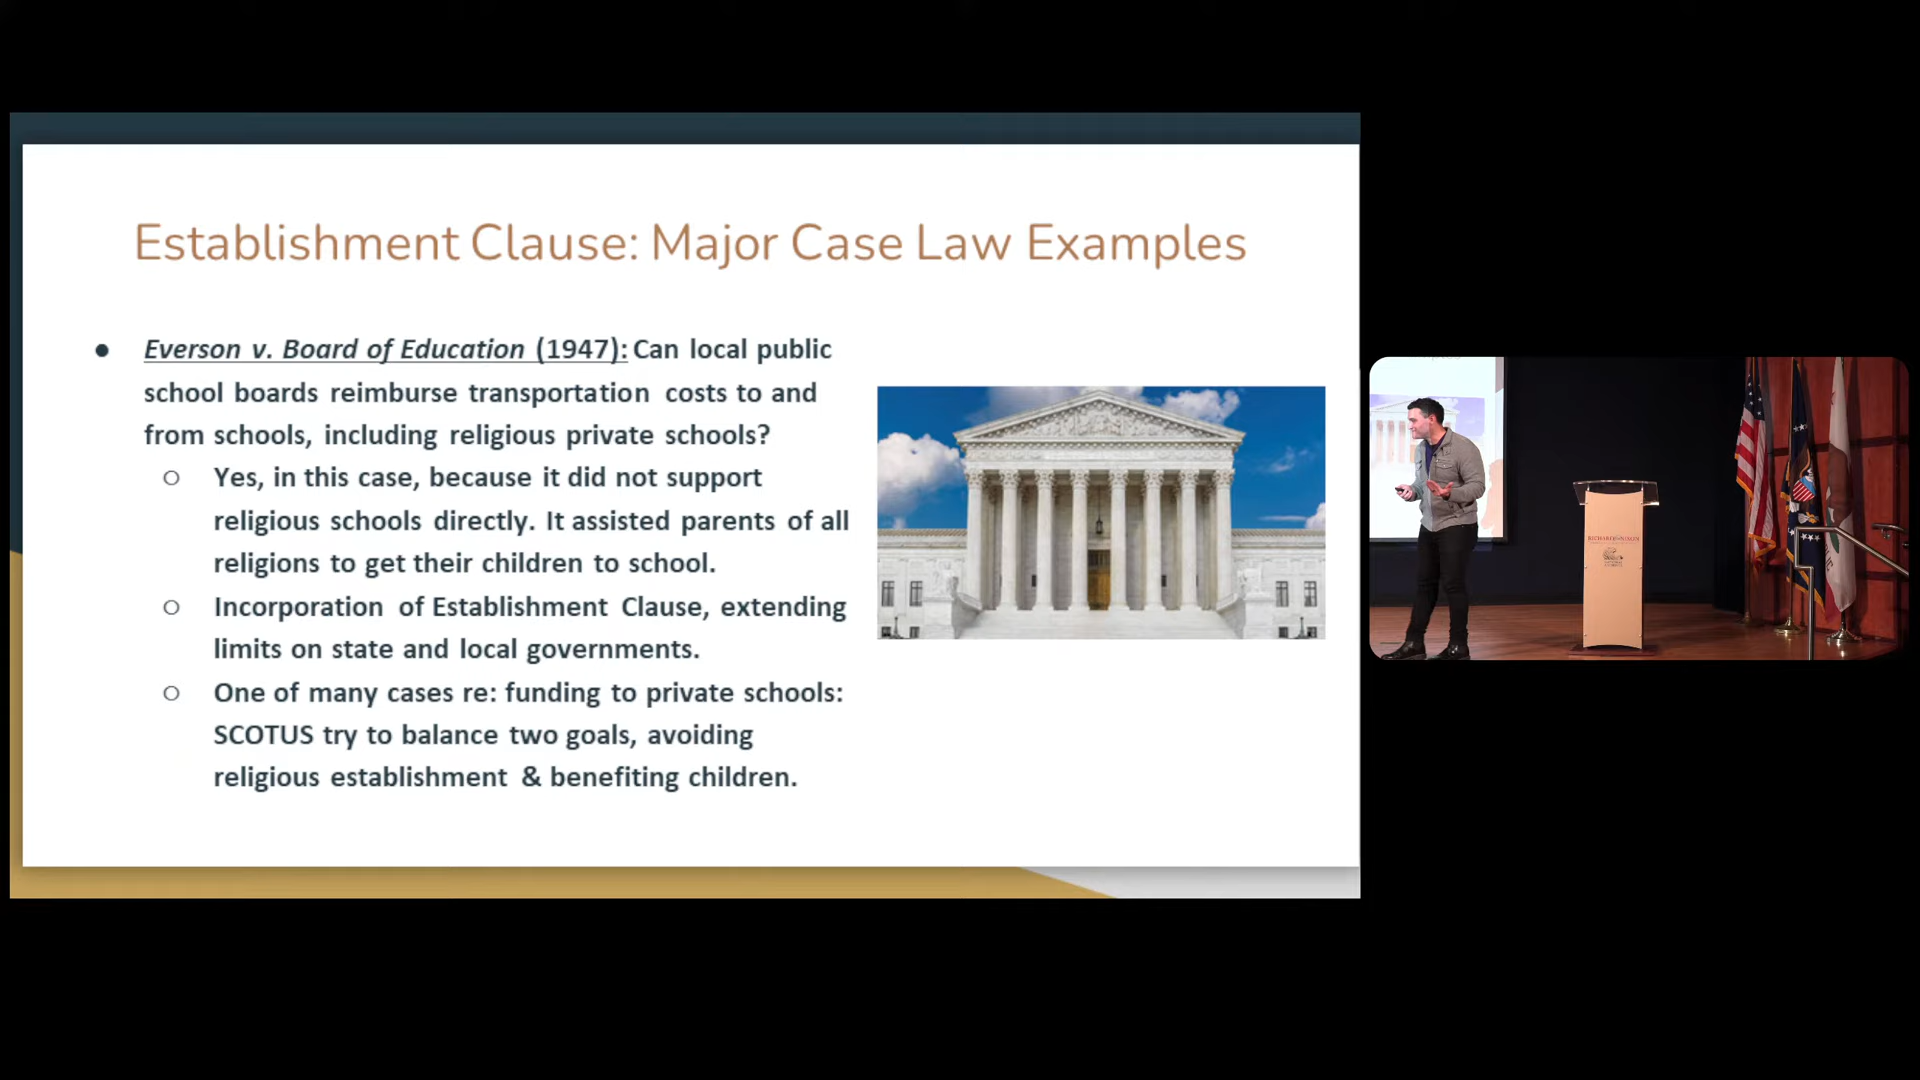 Establishment Clause: Major Case Law Examples
● Everson v. Board of Education (1947): Can local public
school boards reimburse transportation costs to and
from schools, including religious private schools?
○ Yes, in this case, because it did not support
religious schools directly. It assisted parents of all
religions to get their children to school.
○ Incorporation of Establishment Clause, extending
limits on state and local governments.
○ One of many cases re: funding to private schools:
SCOTUS try to balance two goals, avoiding
religious establishment & benefiting children.
RICHARD NIXON